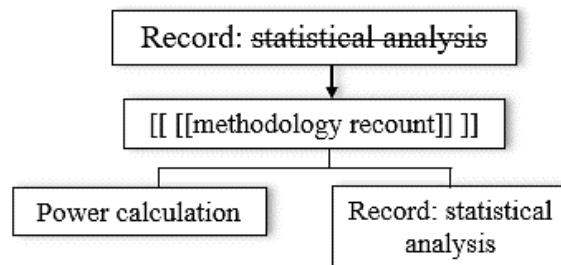 Record: statistical analysis
[[ [[methodology recount]] ]]
Power calculation
Record: statistical
analysis